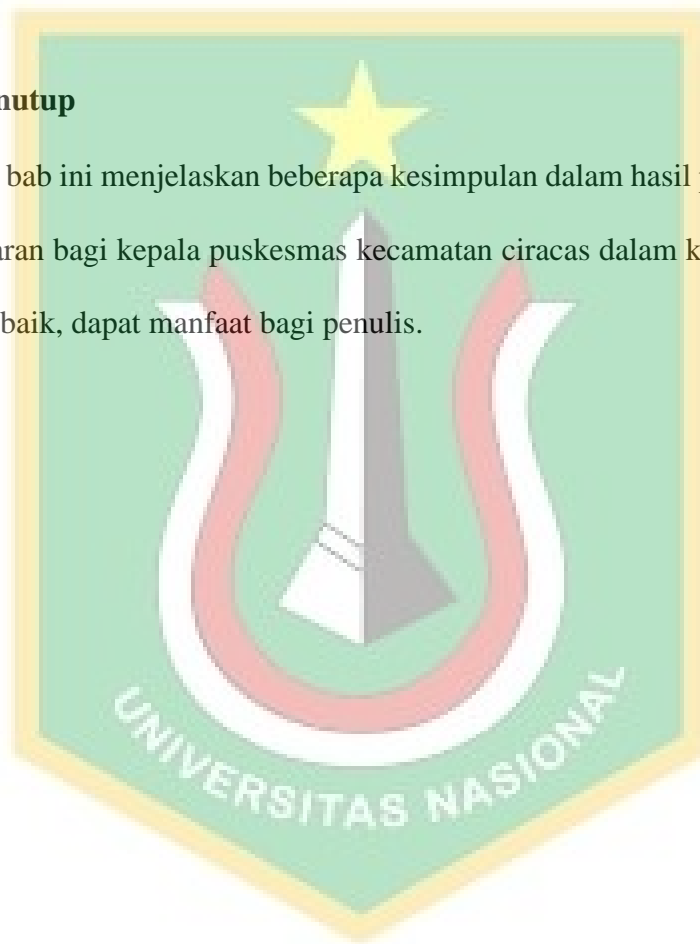 nutup
bab ini menjelaskan beberapa kesimpulan dalam hasil
aran bagi kepala puskesmas kecamatan ciracas dalam k
baik, dapat manfaat bagi penulis.
UNIVERSITAS NASIONAL